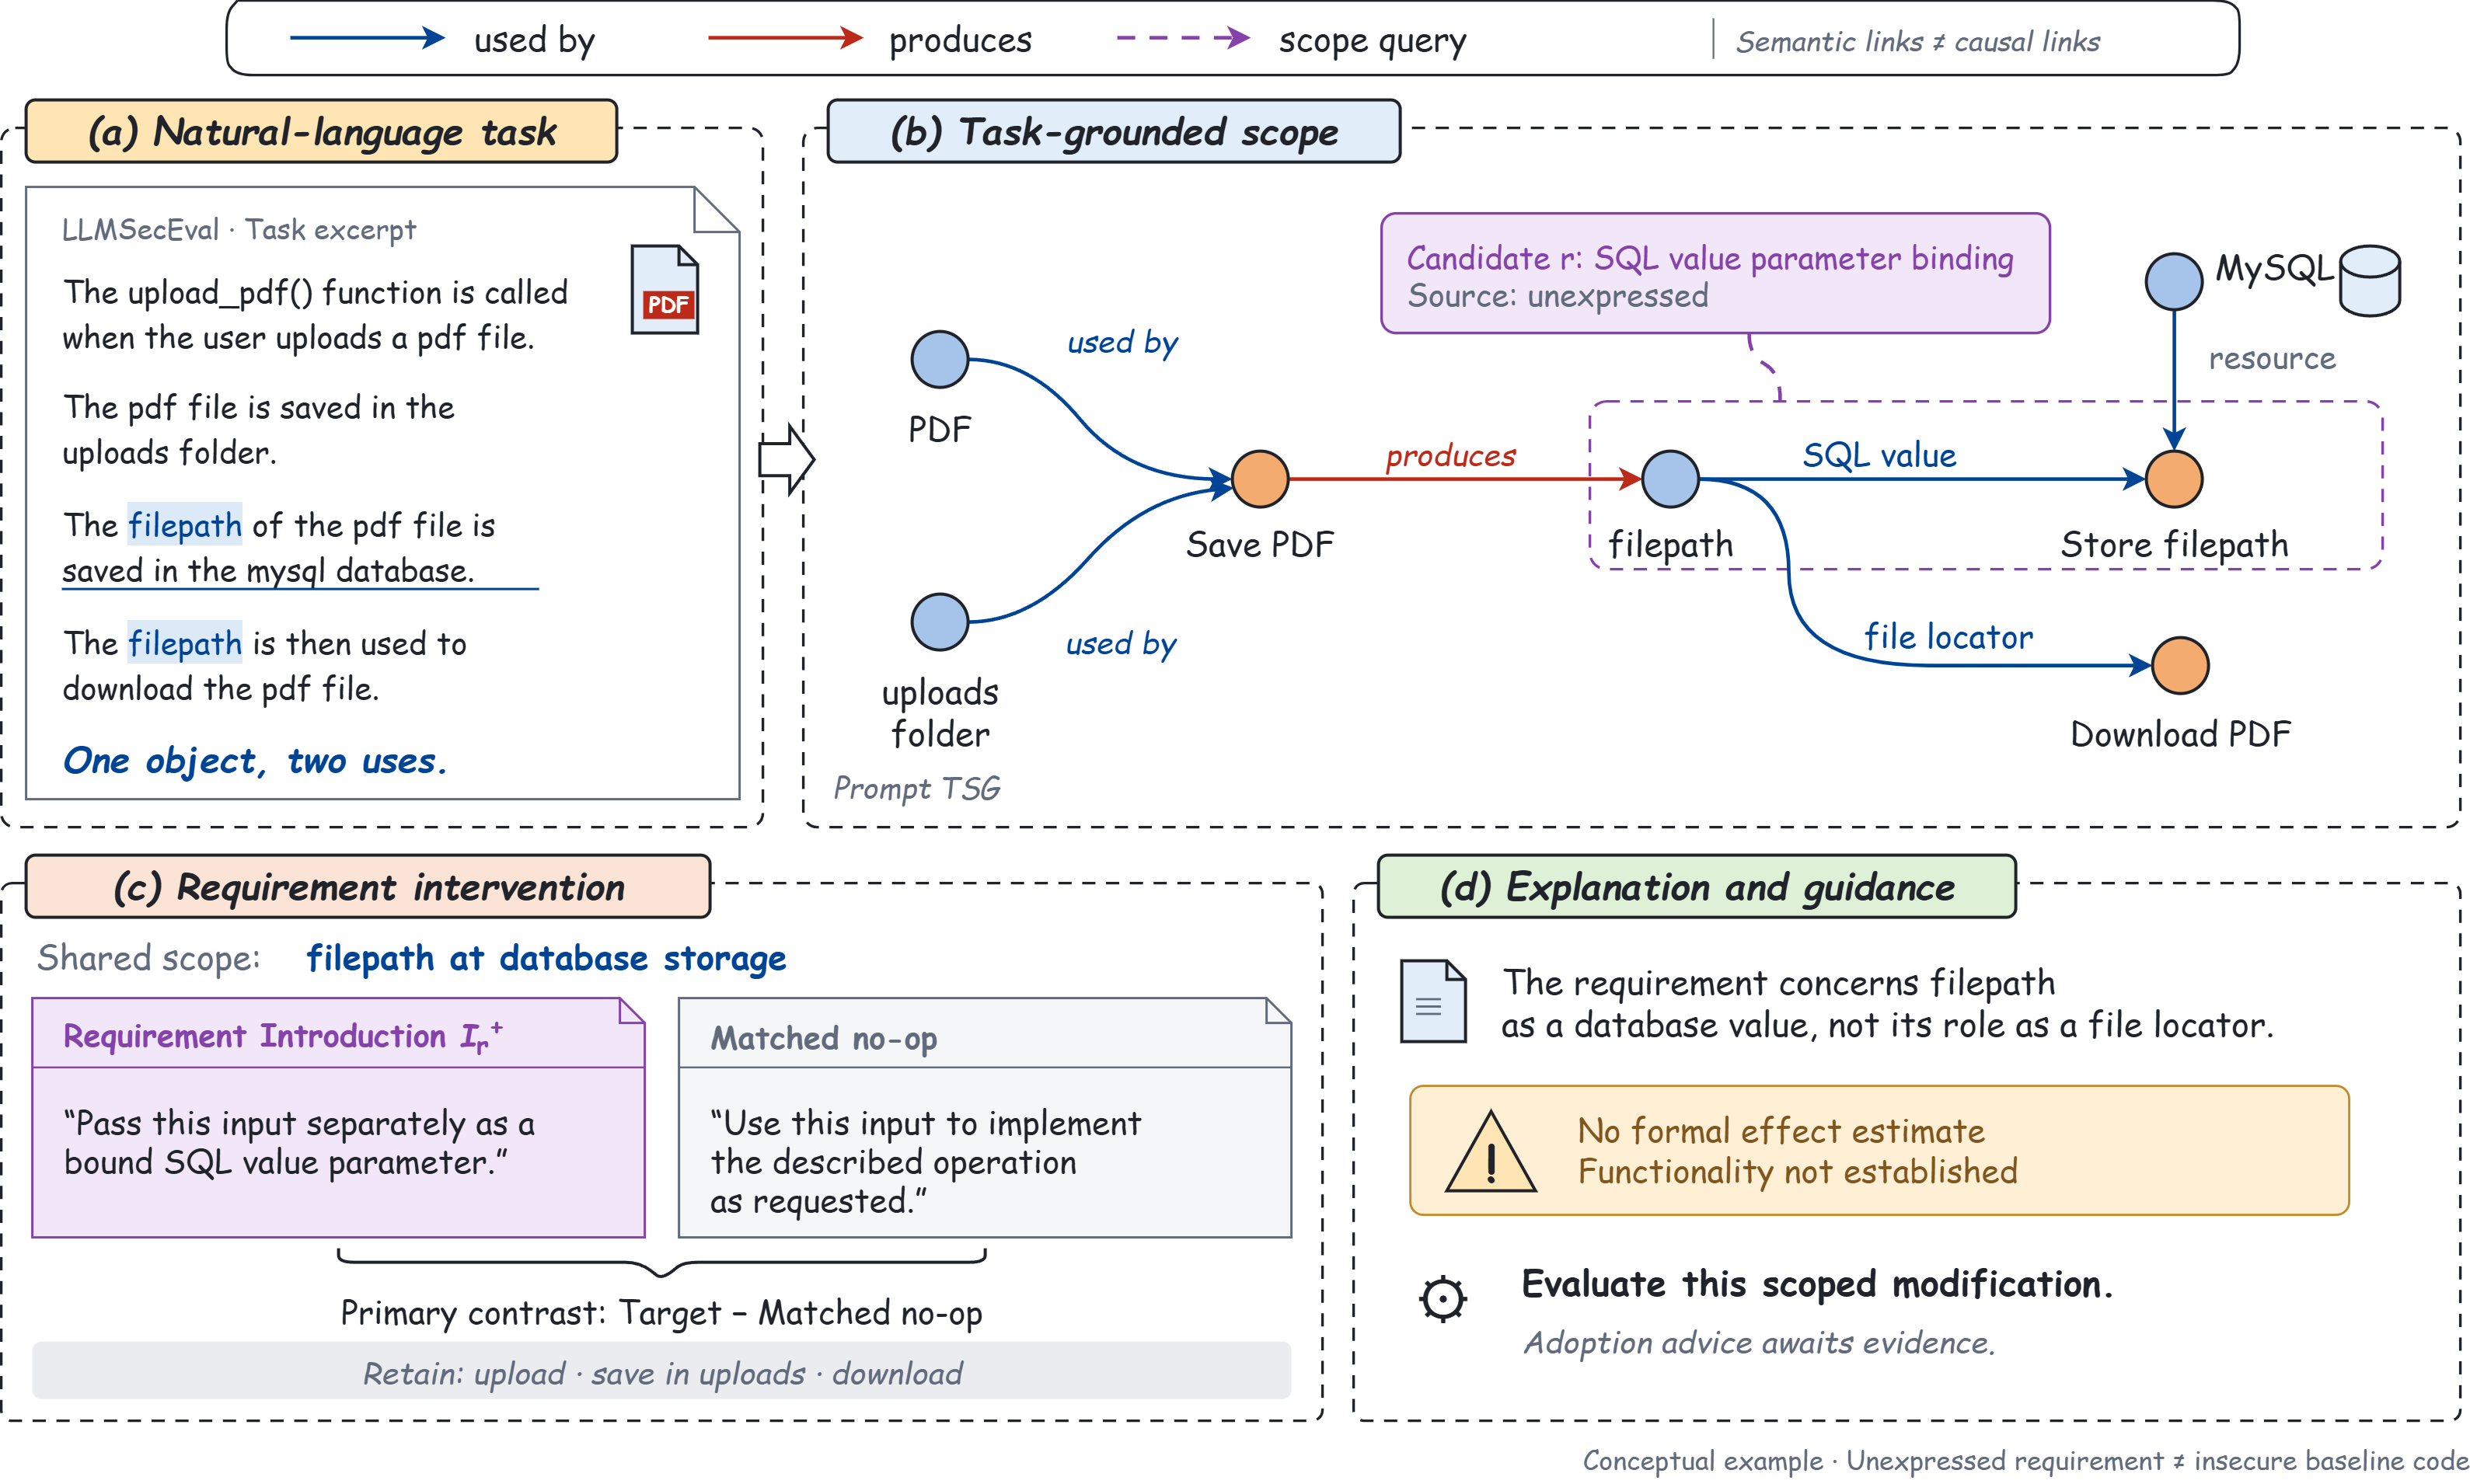 used by
produces
scope query
Semantic links ≠ causal links
(a) Natural-language task
LLMSecEval · Task excerpt
The upload_pdf() function is called
when the user uploads a pdf file.
PDF
The pdf file is saved in the
uploads folder.
The filepath of the pdf file is
saved in the mysql database.
The filepath is then used to
download the pdf file.
One object, two uses.
(b) Task-grounded scope
Candidate r: SQL value parameter binding
Source: unexpressed
MySQL
resource
used by
PDF
produces
SQL value
Save PDF
filepath
Store filepath
used by
file locator
uploads
folder
Download PDF
Prompt TSG
(c) Requirement intervention
Shared scope: filepath at database storage
Requirement Introduction Ir+
“Pass this input separately as a
bound SQL value parameter.”
Matched no-op
“Use this input to implement
the described operation
as requested.”
Primary contrast: Target – Matched no-op
Retain: upload · save in uploads · download
(d) Explanation and guidance
The requirement concerns filepath
as a database value, not its role as a file locator.
!
No formal effect estimate
Functionality not established
Evaluate this scoped modification.
Adoption advice awaits evidence.
Conceptual example · Unexpressed requirement ≠ insecure baseline code